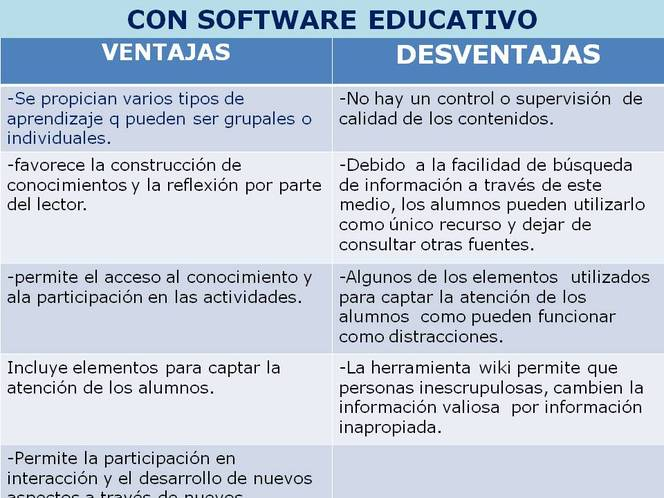 CON SOFTWARE EDUCATIVO
VENTAJAS
DESVENTAJAS
-Se propician varios tipos de
aprendizaje q pueden ser grupales o
individuales.
-No hay un control o supervisión de
calidad de los contenidos.
-favorece la construcción de
conocimientos y la reflexión por parte
del lector.
-Debido a la facilidad de búsqueda
de información a través de este
medio, los alumnos pueden utilizarlo
como único recurso y dejar de
consultar otras fuentes.
-permite el acceso al conocimiento y
ala participación en las actividades.
-Algunos de los elementos utilizados
para captar la atención de los
alumnos como pueden funcionar
como distracciones.
Incluye elementos para captar la
atención de los alumnos.
-La herramienta wiki permite que
personas inescrupulosas, cambien la
información valiosa por información
inapropiada.
-Permite la participación en
interacción y el desarrollo de nuevos
aspectos a través de nuevos